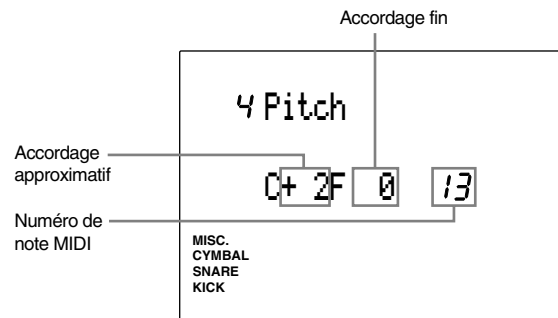 Accordage fin
4 Pitch
Accordage
approximatif
C+ 2F 0 13
Numéro de
note MIDI
MISC.
CYMBAL
SNARE
KICK